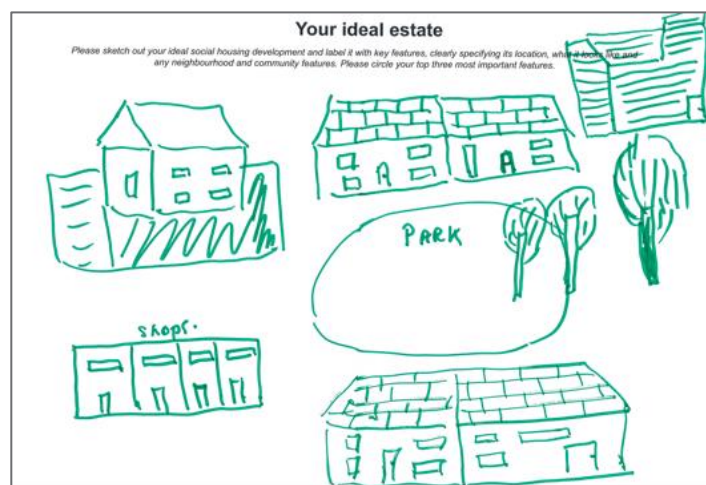 Your ideal estate
Please sketch out your ideal social housing development and label it with key features, clearly specifying its location, what it looks like and
any neighbourhood and community features. Please circle your top three most important features.
PARK
shops.